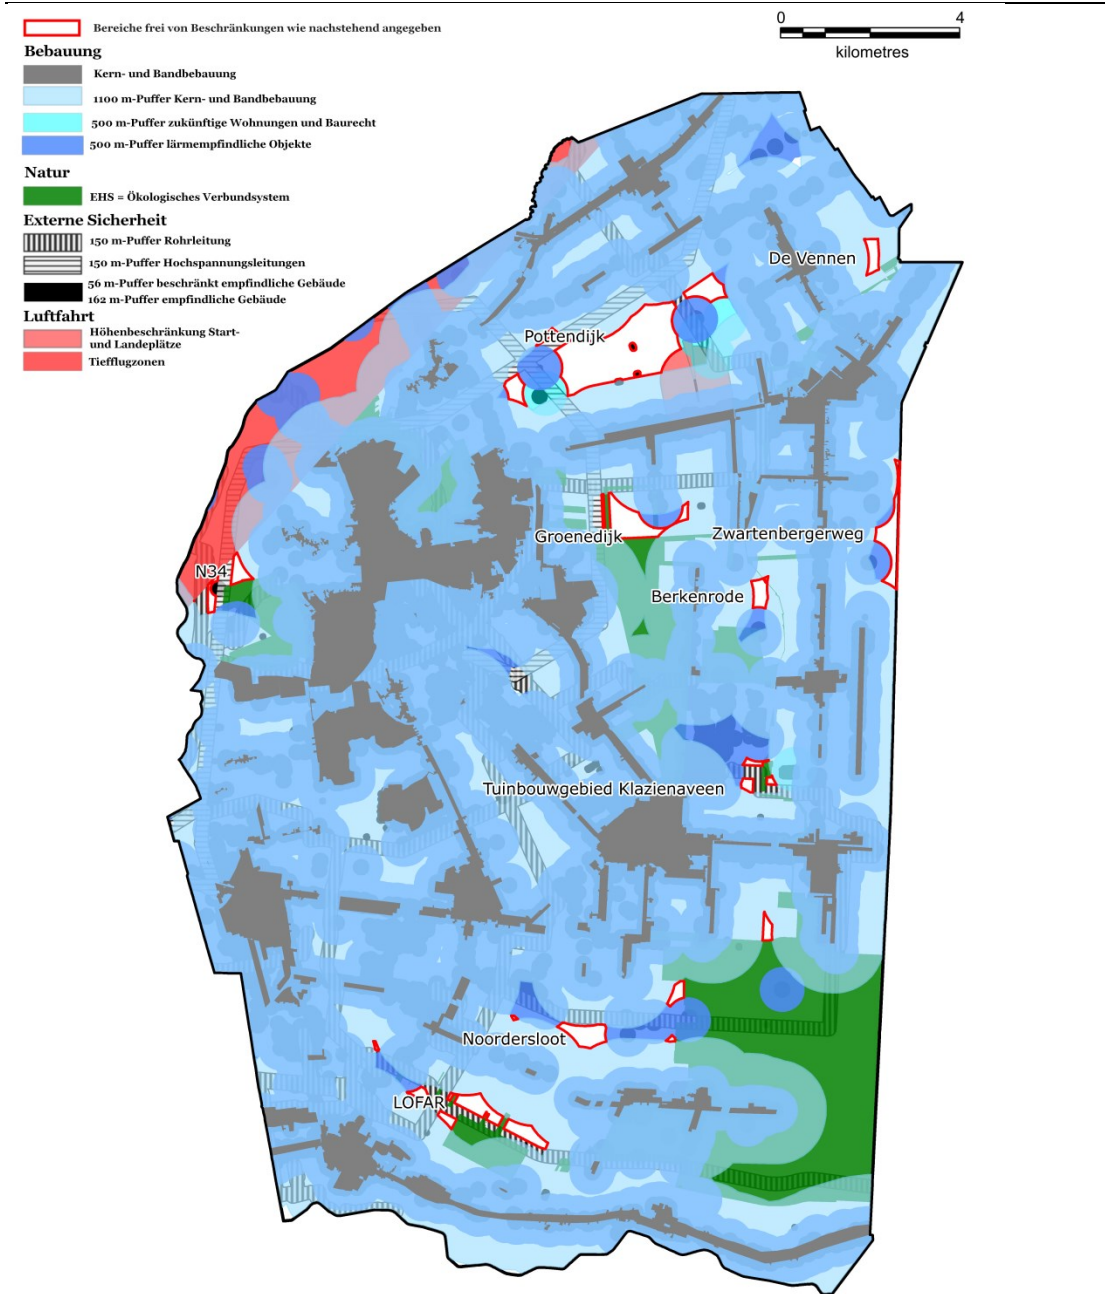 Bereiche frei von Beschränkungen wie nachstehend angegeben
Bebauung
Kern- und Bandbebauung
1100 m-Puffer Kern- und Bandbebauung
500 m-Puffer zukünftige Wohnungen und Baurecht
500 m-Puffer lärmempfindliche Objekte
Natur
EHS = Ökologisches Verbundsystem
Externe Sicherheit
150 m-Puffer Rohrleitung
150 m-Puffer Hochspannungsleitungen
56 m-Puffer beschränkt empfindliche Gebäude
162 m-Puffer empfindliche Gebäude
Luftfahrt
Höhenbeschränkung Start-
und Landeplätze
Tiefflugzonen
0 4
kilometres
De Vennen
Pottendijk
Groenedijk
Zwartenbergerweg
N34
Berkenrode
Tuinbouwgebied Klazienaveen
Noordersloot
LOFAR